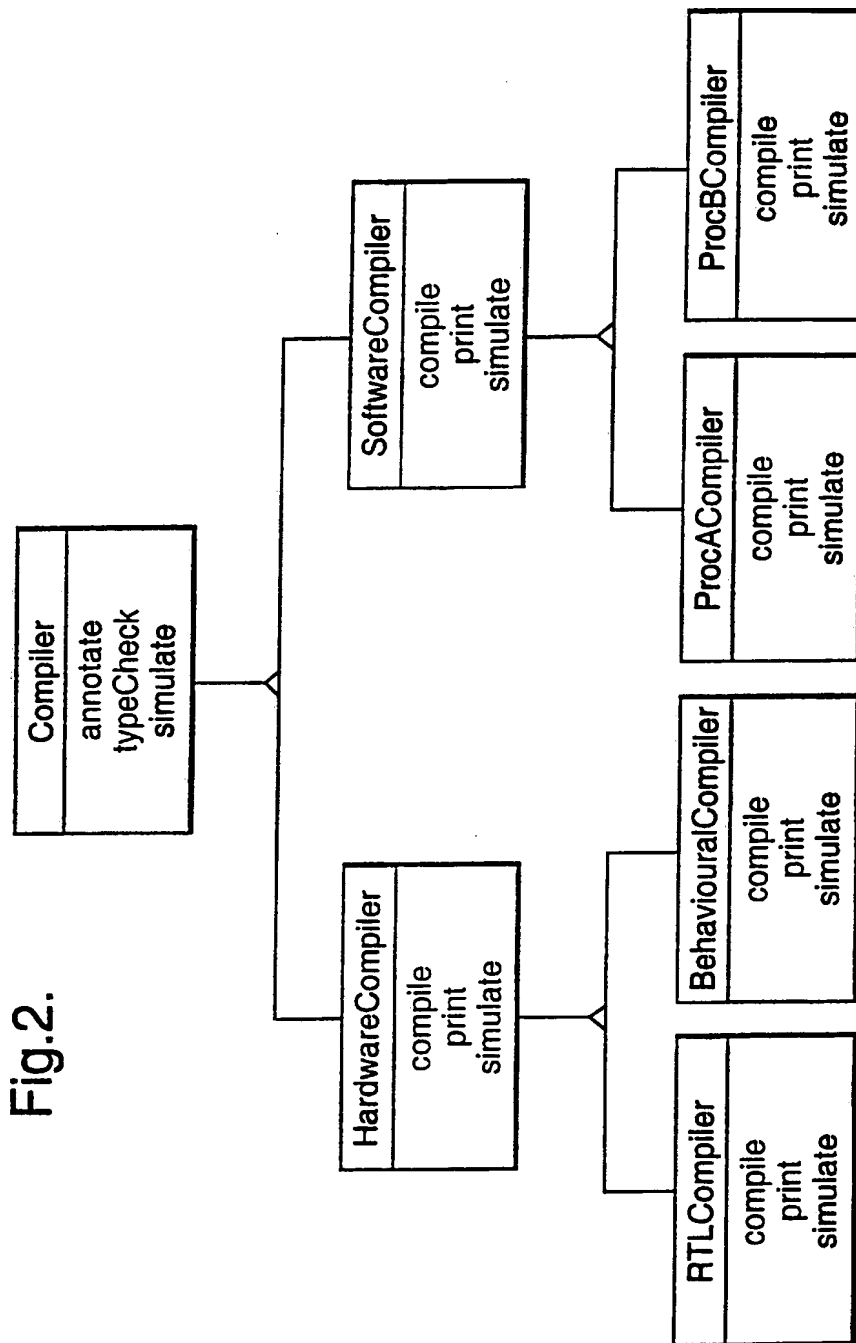 Fig.2.
Compiler
annotate
typeCheck
simulate
HardwareCompiler
compile
print
simulate
SoftwareCompiler
compile
print
simulate
RTLCompiler
compile
print
simulate
BehaviouralCompiler
compile
print
simulate
ProcACompiler
compile
print
simulate
ProcBCompiler
compile
print
simulate